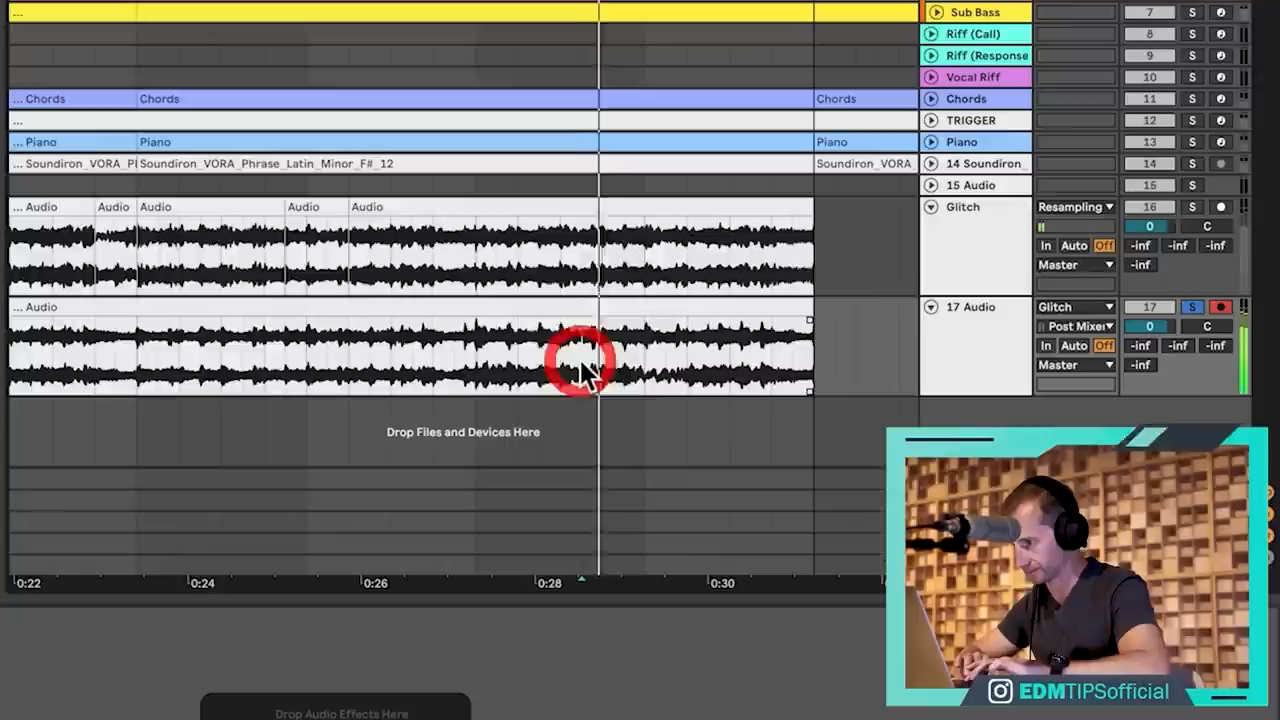 ... Sub Bass 7 S
Riff (Call) 8 S
Riff (Response 9 S
Vocal Riff 10 S
... Chords Chords Chords Chords 11 S
... TRIGGER 12 S
... Piano Piano Piano Piano 13 S
... Soundiron_VORA_Pl Soundiron_VORA_Phrase_Latin_Minor_F#_12 Soundiron_VORA_ 14 Soundiron_ 14 S
15 Audio 15 S
... Audio Audio Audio Audio Audio Glitch Resampling 16 S
0 C
In Auto Off -inf -inf -inf
Master -inf
... Audio 17 Audio Glitch 17 S
Post Mixer 0 C
In Auto Off -inf -inf -inf
Master -inf
Drop Files and Devices Here
0:22 0:24 0:26 0:28 0:30
EDMTIPSofficial
Drop Audio Effects Here